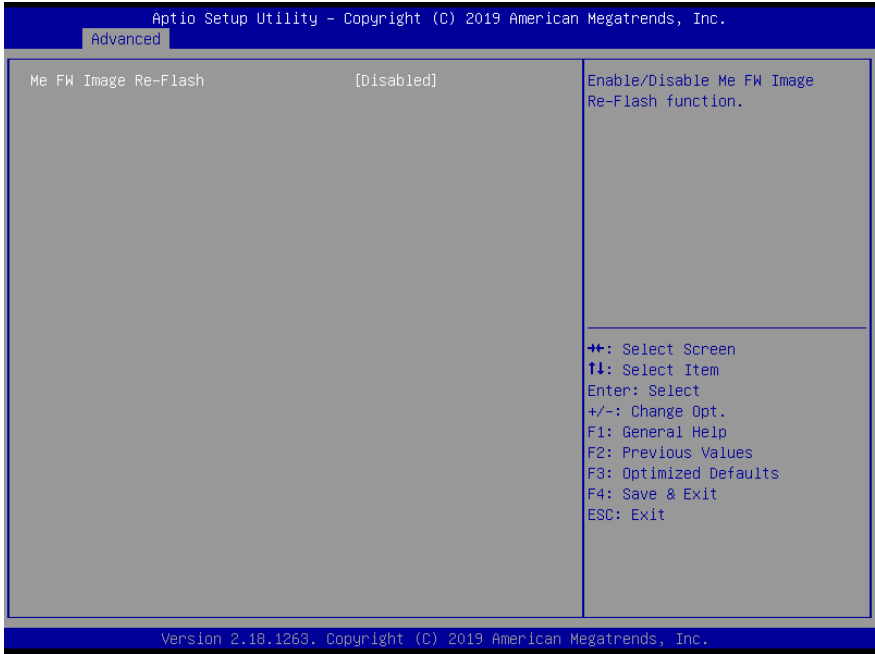 Aptio Setup Utility – Copyright (C) 2019 American Megatrends, Inc.
Advanced
Me FW Image Re-Flash [Disabled]
Enable/Disable Me FW Image
Re-Flash function.
→←: Select Screen
↑↓: Select Item
Enter: Select
+/-: Change Opt.
F1: General Help
F2: Previous Values
F3: Optimized Defaults
F4: Save & Exit
ESC: Exit
Version 2.18.1263. Copyright (C) 2019 American Megatrends, Inc.